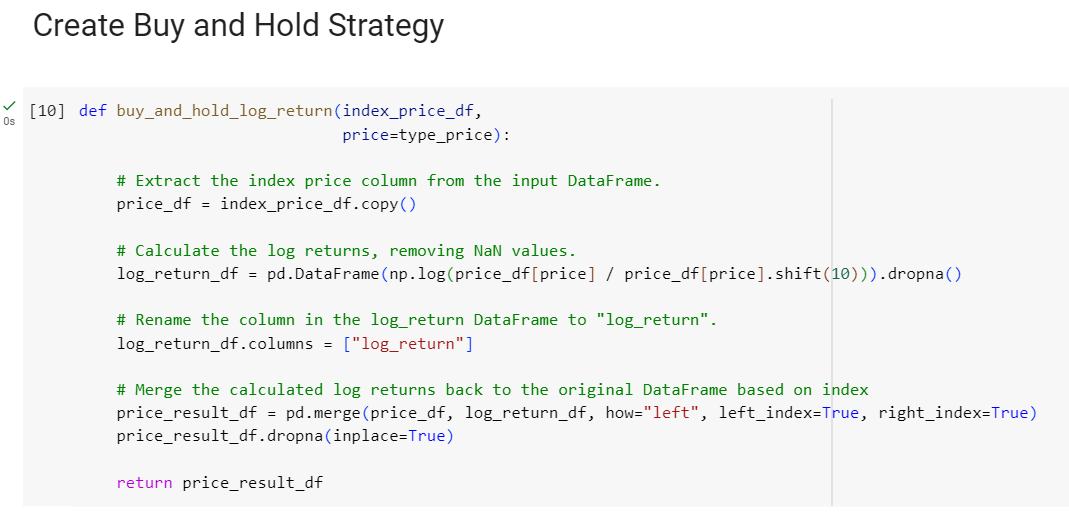 Create Buy and Hold Strategy
[10] def buy_and_hold_log_return(index_price_df,
0s
price=type_price):
# Extract the index price column from the input DataFrame.
price_df = index_price_df.copy()
# Calculate the log returns, removing NaN values.
log_return_df = pd.DataFrame(np.log(price_df[price] / price_df[price].shift(10))).dropna()
# Rename the column in the log_return DataFrame to "log_return".
log_return_df.columns = ["log_return"]
# Merge the calculated log returns back to the original DataFrame based on index
price_result_df = pd.merge(price_df, log_return_df, how="left", left_index=True, right_index=True)
price_result_df.dropna(inplace=True)
return price_result_df